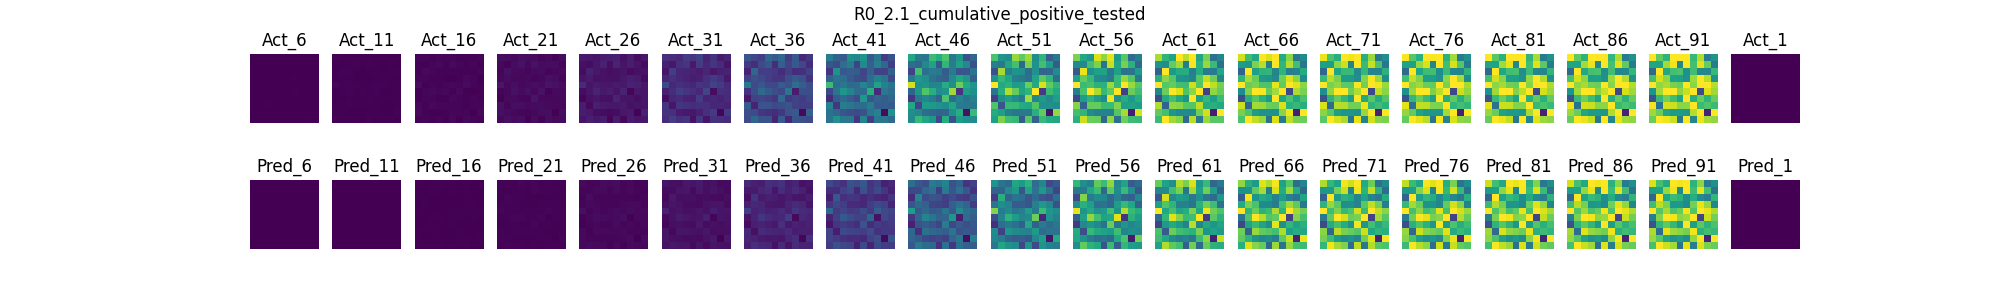 R0_2.1_cumulative_positive_tested
Act_6 Act_11 Act_16 Act_21 Act_26 Act_31 Act_36 Act_41 Act_46 Act_51 Act_56 Act_61 Act_66 Act_71 Act_76 Act_81 Act_86 Act_91 Act_1
Pred_6 Pred_11 Pred_16 Pred_21 Pred_26 Pred_31 Pred_36 Pred_41 Pred_46 Pred_51 Pred_56 Pred_61 Pred_66 Pred_71 Pred_76 Pred_81 Pred_86 Pred_91 Pred_1